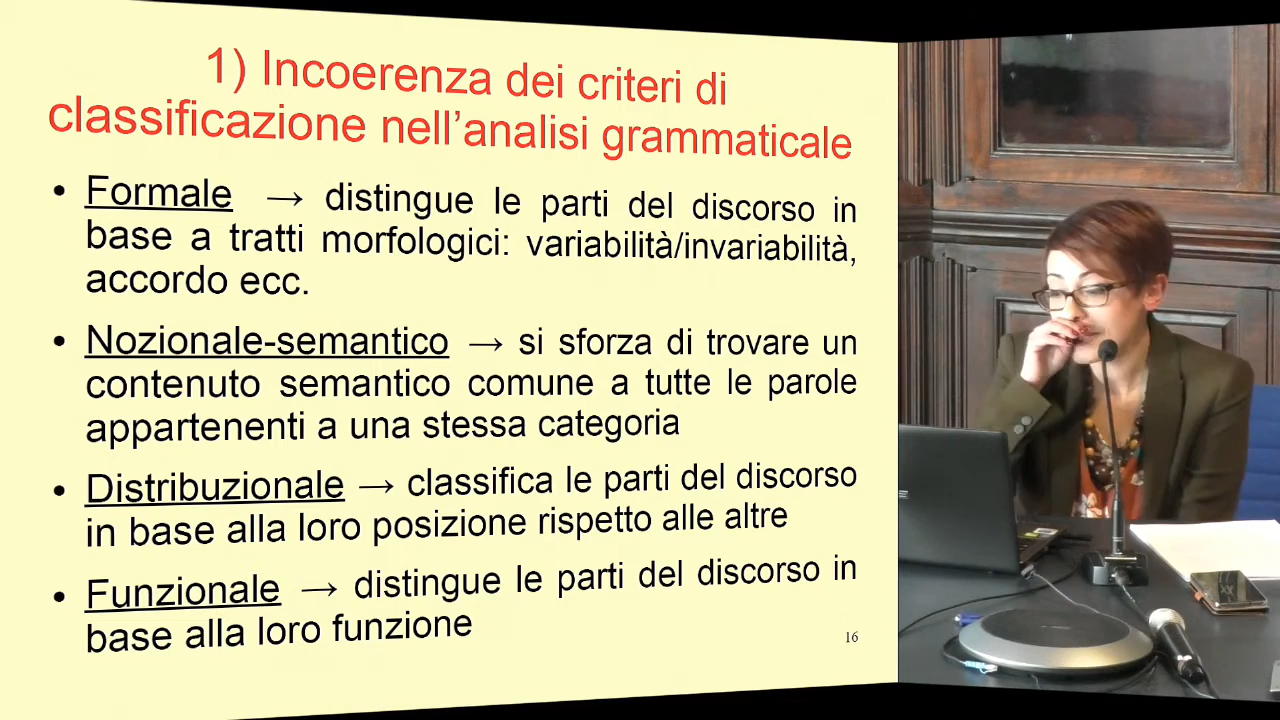 1) Incoerenza dei criteri di
classificazione nell’analisi grammaticale
• Formale → distingue le parti del discorso in
base a tratti morfologici: variabilità/invariabilità,
accordo ecc.
• Nozionale-semantico → si sforza di trovare un
contenuto semantico comune a tutte le parole
appartenenti a una stessa categoria
• Distribuzionale → classifica le parti del discorso
in base alla loro posizione rispetto alle altre
• Funzionale → distingue le parti del discorso in
base alla loro funzione
16